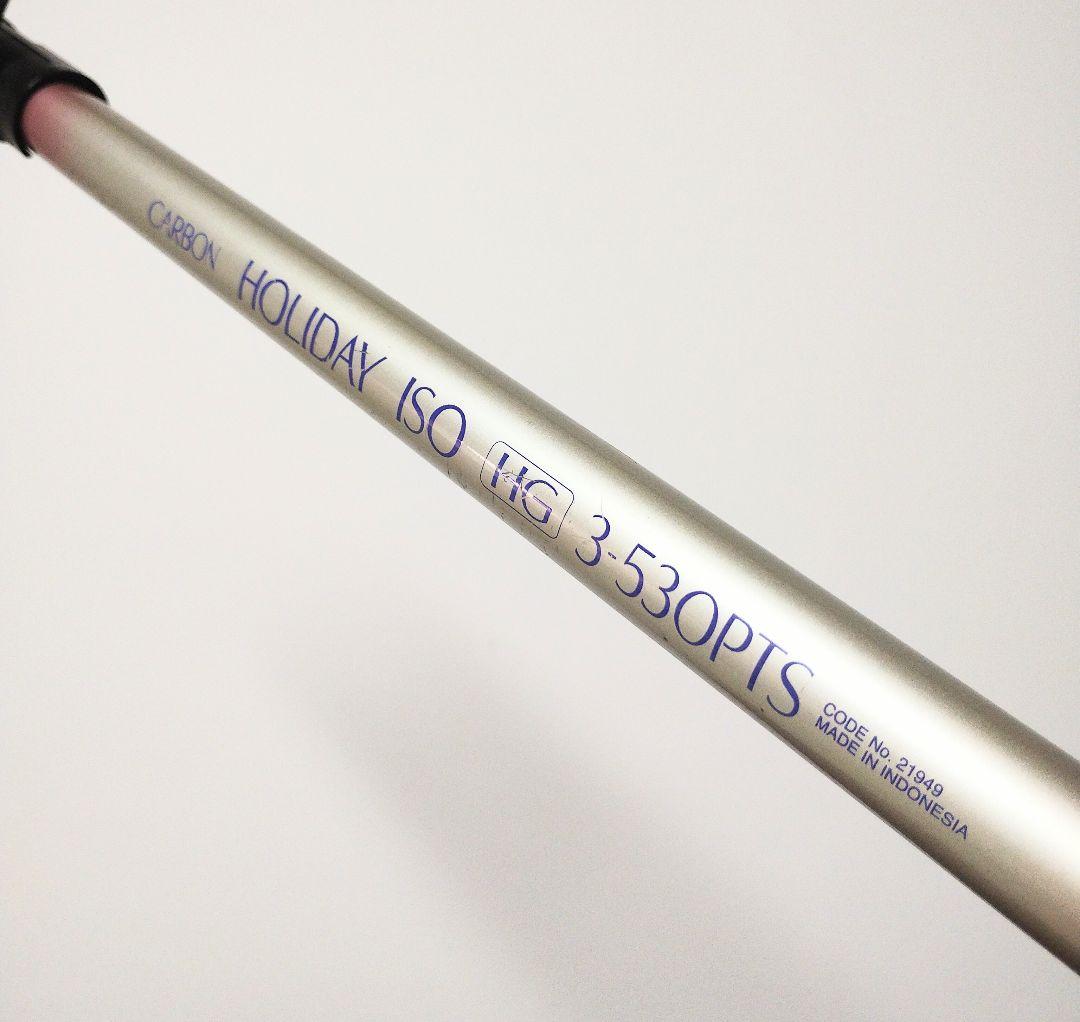 CARBON HOLIDAY ISO HG 3-530PTS
CODE No. 21949
MADE IN INDONESIA